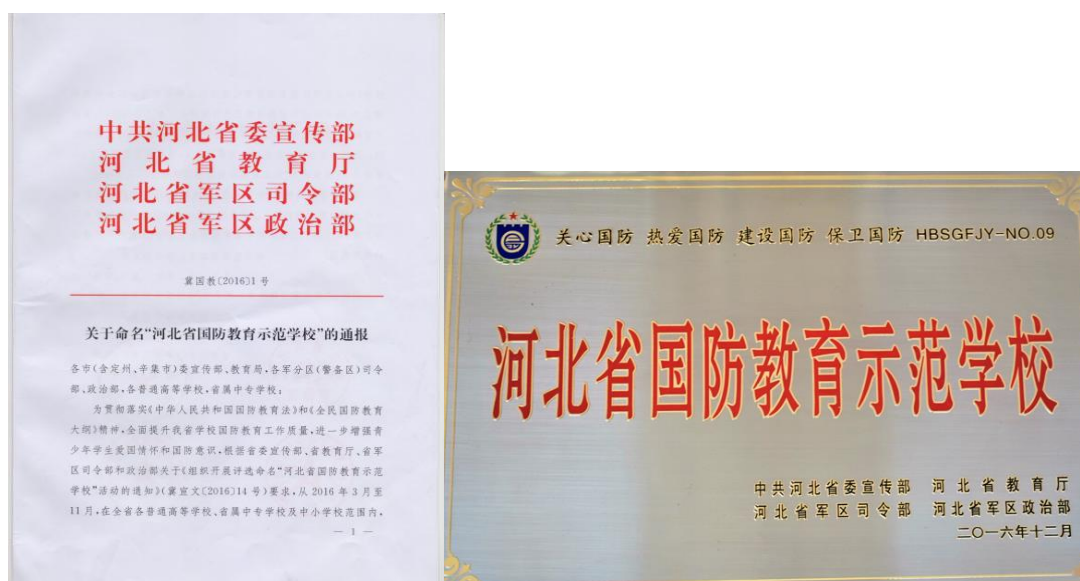 中共河北省委宣传部
河北省教育厅
河北省军区司令部
河北省军区政治部
冀国教〔2016〕1号
关于命名“河北省国防教育示范学校”的通报
各市(含定州、辛集市)委宣传部、教育局,各军分区(警备区)司令
部、政治部,各普通高等学校,省属中专学校:
为贯彻落实《中华人民共和国国防教育法》和《全民国防教育
大纲》精神,全面提升我省学校国防教育工作质量,进一步增强青
少年学生爱国情怀和国防意识,根据省委宣传部、省教育厅、省军
区司令部和政治部关于《组织开展评选命名“河北省国防教育示范
学校”活动的通知》(冀宣文〔2016〕14号)要求,从2016年3月至
11月,在全省各普通高等学校、省属中专学校及中小学校范围内,
— 1 —
关心国防 热爱国防 建设国防 保卫国防 HBSGFJY-NO.09
河北省国防教育示范学校
中共河北省委宣传部 河北省教育厅
河北省军区司令部 河北省军区政治部
二〇一六年十二月